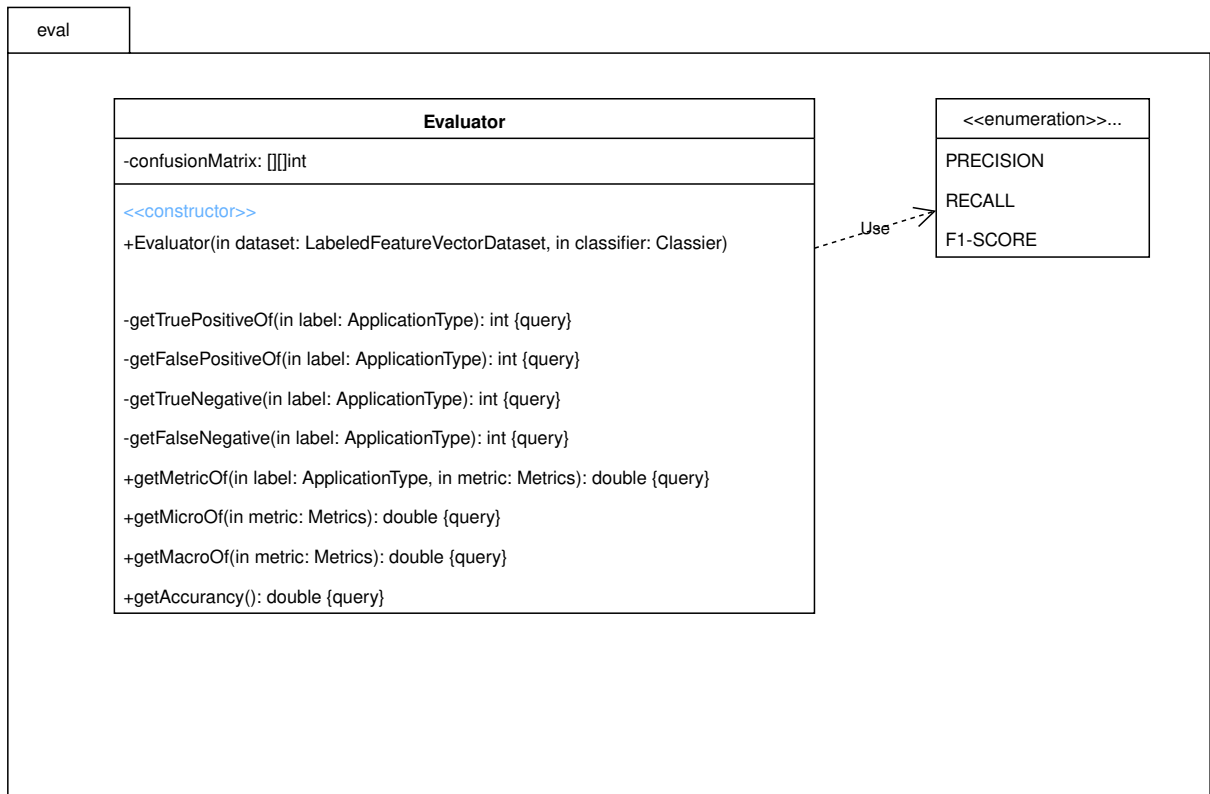 eval
Evaluator
-confusionMatrix: [][]int
<<constructor>>
+Evaluator(in dataset: LabeledFeatureVectorDataset, in classifier: Classier)
-getTruePositiveOf(in label: ApplicationType): int {query}
-getFalsePositiveOf(in label: ApplicationType): int {query}
-getTrueNegative(in label: ApplicationType): int {query}
-getFalseNegative(in label: ApplicationType): int {query}
+getMetricOf(in label: ApplicationType, in metric: Metrics): double {query}
+getMicroOf(in metric: Metrics): double {query}
+getMacroOf(in metric: Metrics): double {query}
+getAccurancy(): double {query}
Use
<<enumeration>>...
PRECISION
RECALL
F1-SCORE